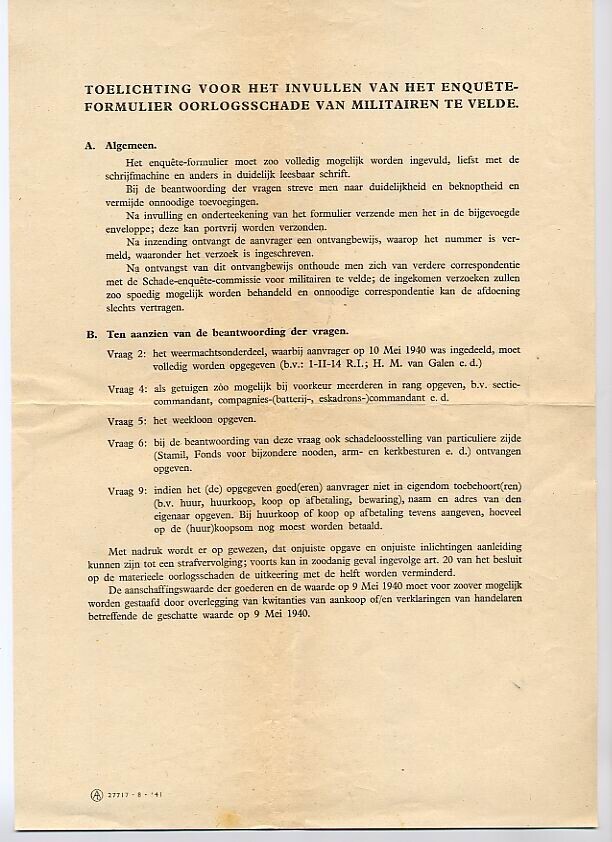 TOELICHTING VOOR HET INVULLEN VAN HET ENQUÊTE-
FORMULIER OORLOGSSCHADE VAN MILITAIREN TE VELDE.
A. Algemeen.
Het enquête-formulier moet zoo volledig mogelijk worden ingevuld, liefst met de
schrijfmachine en anders in duidelijk leesbaar schrift.
Bij de beantwoording der vragen streve men naar duidelijkheid en beknoptheid en
vermijde onnoodige toevoegingen.
Na invulling en onderteekening van het formulier verzende men het in de bijgevoegde
enveloppe; deze kan portvrij worden verzonden.
Na inzending ontvangt de aanvrager een ontvangbewijs, waarop het nummer is ver-
meld, waaronder het verzoek is ingeschreven.
Na ontvangst van dit ontvangbewijs onthoude men zich van verdere correspondentie
met de Schade-enquête-commissie voor militairen te velde; de ingekomen verzoeken zullen
zoo spoedig mogelijk worden behandeld en onnoodige correspondentie kan de afdoening
slechts vertragen.
B. Ten aanzien van de beantwoording der vragen.
Vraag 2: het weermachtsonderdeel, waarbij aanvrager op 10 Mei 1940 was ingedeeld, moet
volledig worden opgegeven (b.v.: 1-II-14 R.I.; H. M. van Galen e. d.)
Vraag 4: als getuigen zóo mogelijk bij voorkeur meerderen in rang opgeven, b.v. sectie-
commandant, compagnies-(batterij-, eskadrons-)commandant e. d.
Vraag 5: het weekloon opgeven.
Vraag 6: bij de beantwoording van deze vraag ook schadeloosstelling van particuliere zijde
(Stamil, Fonds voor bijzondere nooden, arm- en kerkbesturen e. d.) ontvangen
opgeven.
Vraag 9: indien het (de) opgegeven goed(eren) aanvrager niet in eigendom toebehoort(ren)
(b.v. huur, huurkoop, koop op afbetaling, bewaring), naam en adres van den
eigenaar opgeven. Bij huurkoop of koop op afbetaling tevens aangeven, hoeveel
op de (huur)koopsom nog moest worden betaald.
Met nadruk wordt er op gewezen, dat onjuiste opgave en onjuiste inlichtingen aanleiding
kunnen zijn tot een strafvervolging; voorts kan in zoodanig geval ingevolge art. 20 van het besluit
op de materieele oorlogsschaden de uitkeering met de helft worden verminderd.
De aanschaffingswaarde der goederen en de waarde op 9 Mei 1940 moet voor zoover mogelijk
worden gestaafd door overlegging van kwitanties van aankoop of/en verklaringen van handelaren
betreffende de geschatte waarde op 9 Mei 1940.
27717 - 8 - '41